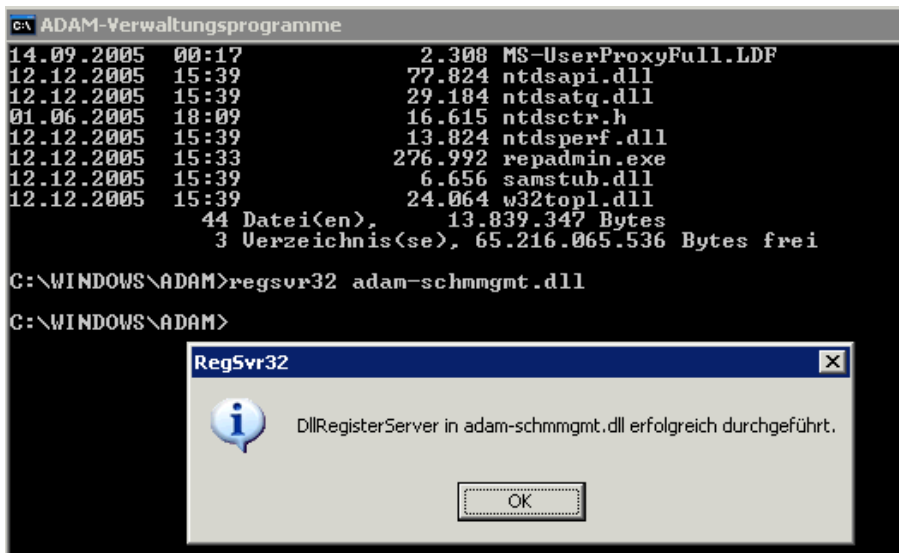 ADAM-Verwaltungsprogramme
14.09.2005 00:17 2.308 MS-UserProxyFull.LDF
12.12.2005 15:39 77.824 ntdsapi.dll
12.12.2005 15:39 29.184 ntdsatq.dll
01.06.2005 18:09 16.615 ntdsctr.h
12.12.2005 15:39 13.824 ntdsperf.dll
12.12.2005 15:33 276.992 repadmin.exe
12.12.2005 15:39 6.656 samstub.dll
12.12.2005 15:39 24.064 w32topl.dll
44 Datei(en), 13.839.347 Bytes
3 Verzeichnis(se), 65.216.065.536 Bytes frei
C:\WINDOWS\ADAM>regsvr32 adam-schmmgmt.dll
C:\WINDOWS\ADAM>
RegSvr32
DllRegisterServer in adam-schmmgmt.dll erfolgreich durchgeführt.
OK